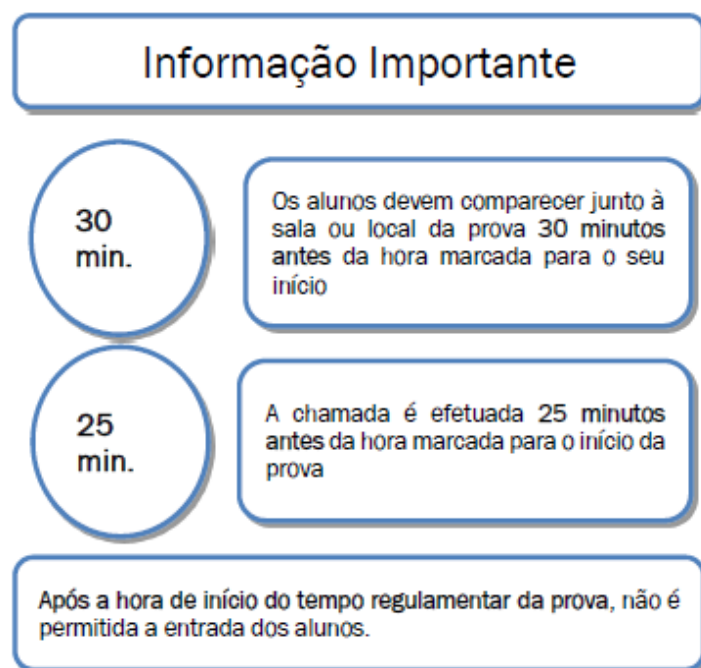 Informação Importante
30
min.
Os alunos devem comparecer junto à
sala ou local da prova 30 minutos
antes da hora marcada para o seu
início
25
min.
A chamada é efetuada 25 minutos
antes da hora marcada para o início da
prova
Após a hora de início do tempo regulamentar da prova, não é
permitida a entrada dos alunos.